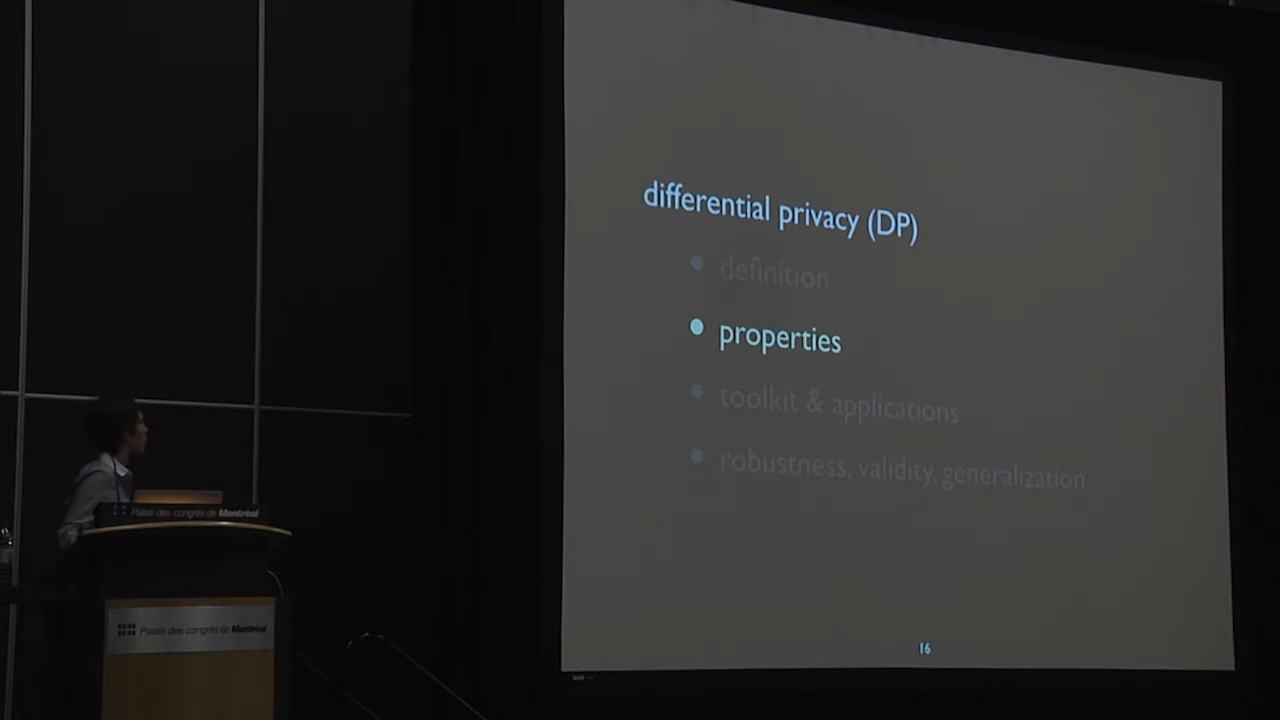 differential privacy (DP)
definition
properties
toolkit & applications
robustness, validity, generalization
16
Palais des congrès de Montréal
Palais des congrès de Montréal